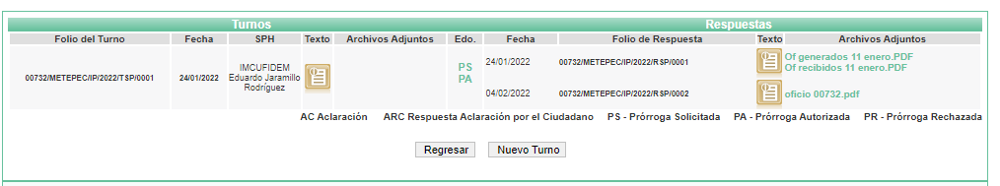 Turnos Respuestas
Folio del Turno Fecha SPH Texto Archivos Adjuntos Edo. Fecha Folio de Respuesta Texto Archivos Adjuntos
00732/METEPEC/IP/2022/TSP/0001 24/01/2022
IMCUFIDEM
Eduardo Jaramillo
Rodríguez
PS
PA
24/01/2022 00732/METEPEC/IP/2022/RSP/0001
Of generados 11 enero.PDF
Of recibidos 11 enero.PDF
04/02/2022 00732/METEPEC/IP/2022/RSP/0002 oficio 00732.pdf
AC Aclaración ARC Respuesta Aclaración por el Ciudadano PS - Prórroga Solicitada PA - Prórroga Autorizada PR - Prórroga Rechazada
Regresar Nuevo Turno